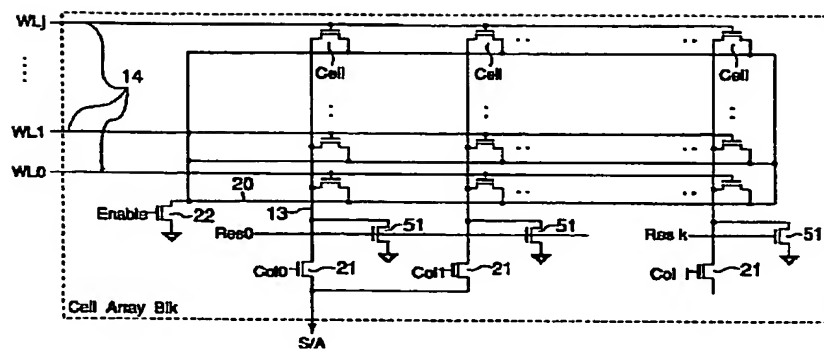 WLj
Cell
Cell
Cell
14
WL1
WL0
20
13
Enable
22
Res0
51
51
Res k
51
Col0
21
Col1
21
Col i
21
Cell Array Blk
S/A